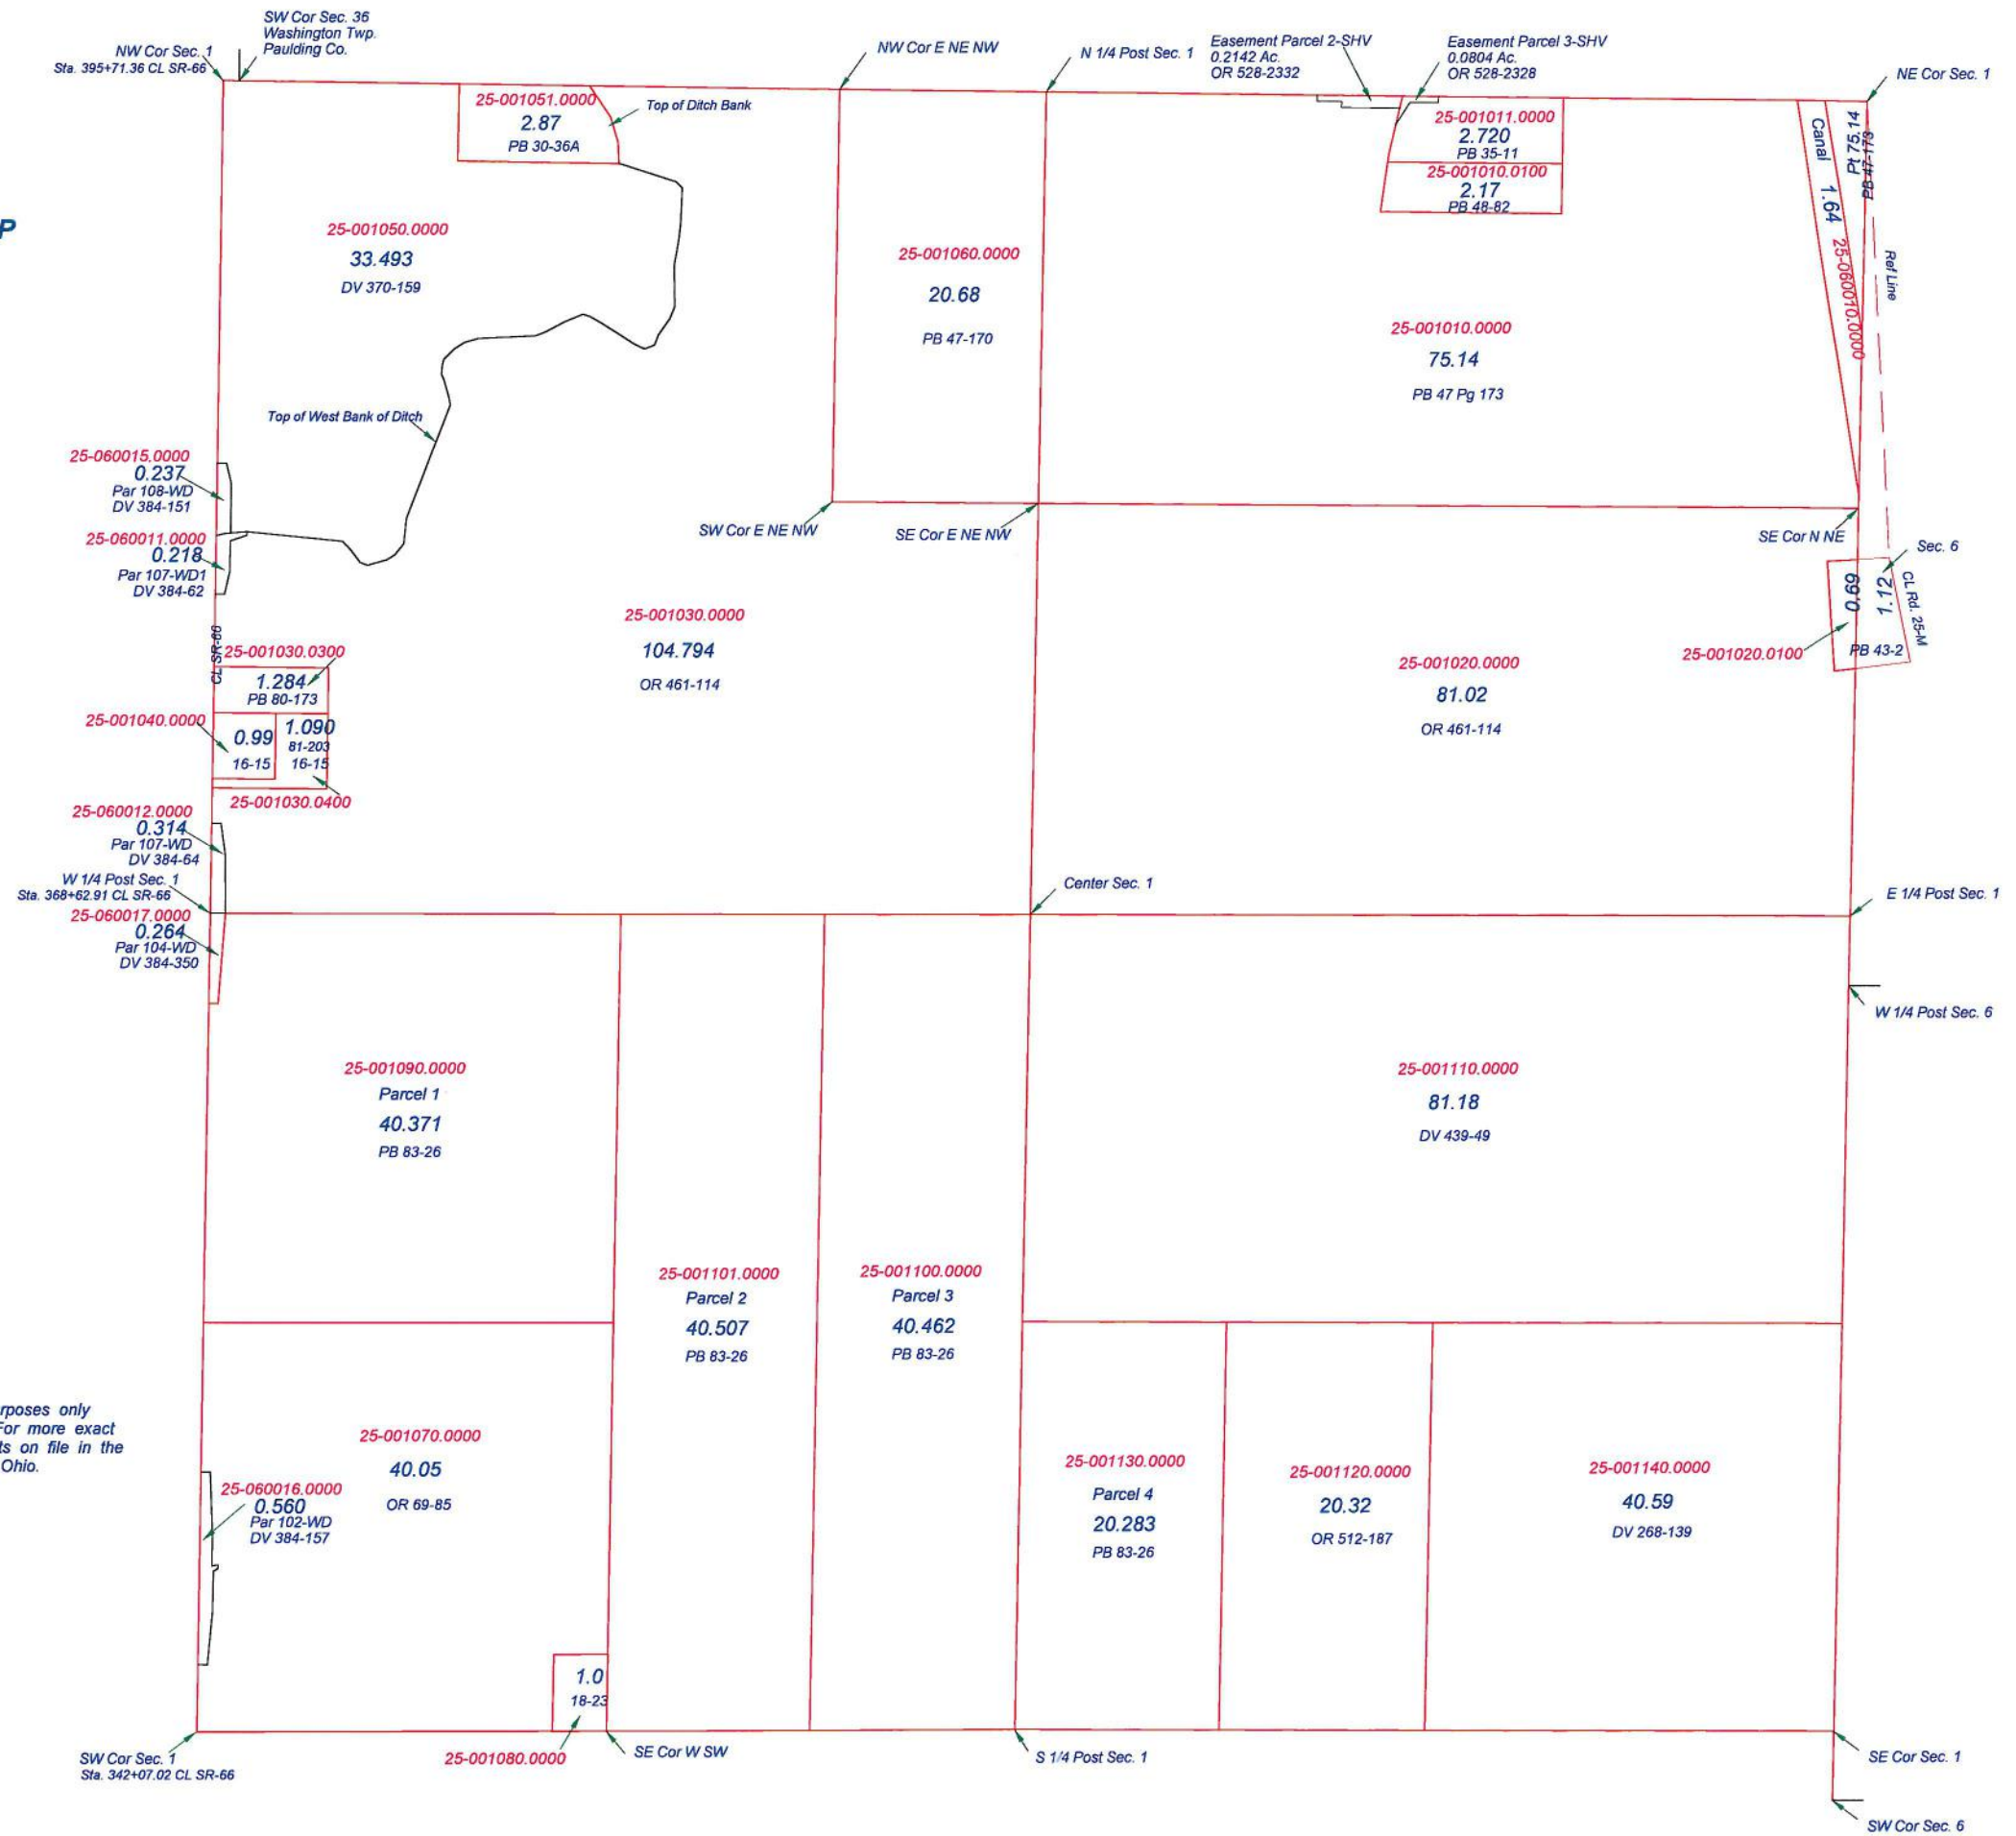 SW Cor Sec. 36
Washington Twp.
Paulding Co.
NW Cor Sec. 1
Sta. 395+71.36 CL SR-66
NW Cor E NE NW
N 1/4 Post Sec. 1
Easement Parcel 2-SHV
0.2142 Ac.
OR 528-2332
Easement Parcel 3-SHV
0.0804 Ac.
OR 528-2328
NE Cor Sec. 1
25-001051.0000
2.87
PB 30-36A
Top of Ditch Bank
25-001011.0000
2.720
PB 35-11
25-001010.0100
2.17
PB 48-82
Canal 1.64
25-060010.0000
Pt 75.14
PB 47-173
Ref Line
P
25-001050.0000
33.493
DV 370-159
25-001060.0000
20.68
PB 47-170
25-001010.0000
75.14
PB 47 Pg 173
Top of West Bank of Ditch
25-060015.0000
0.237
Par 108-WD
DV 384-151
25-060011.0000
0.218
Par 107-WD1
DV 384-62
SW Cor E NE NW
SE Cor E NE NW
SE Cor N NE
Sec. 6
0.69
1.12
CL Rd. 25-M
PB 43-2
25-001020.0100
CL SR-66
25-001030.0300
1.284
PB 80-173
25-001030.0000
104.794
OR 461-114
25-001020.0000
81.02
OR 461-114
25-001040.0000
0.99
16-15
1.090
81-203
16-15
25-001030.0400
25-060012.0000
0.314
Par 107-WD
DV 384-64
W 1/4 Post Sec. 1
Sta. 368+62.91 CL SR-66
25-060017.0000
0.264
Par 104-WD
DV 384-350
Center Sec. 1
E 1/4 Post Sec. 1
W 1/4 Post Sec. 6
25-001090.0000
Parcel 1
40.371
PB 83-26
25-001110.0000
81.18
DV 439-49
25-001101.0000
Parcel 2
40.507
PB 83-26
25-001100.0000
Parcel 3
40.462
PB 83-26
rposes only
For more exact
ts on file in the
Ohio.
25-001070.0000
40.05
OR 69-85
25-060016.0000
0.560
Par 102-WD
DV 384-157
25-001130.0000
Parcel 4
20.283
PB 83-26
25-001120.0000
20.32
OR 512-187
25-001140.0000
40.59
DV 268-139
1.0
18-23
SW Cor Sec. 1
Sta. 342+07.02 CL SR-66
25-001080.0000
SE Cor W SW
S 1/4 Post Sec. 1
SE Cor Sec. 1
SW Cor Sec. 6